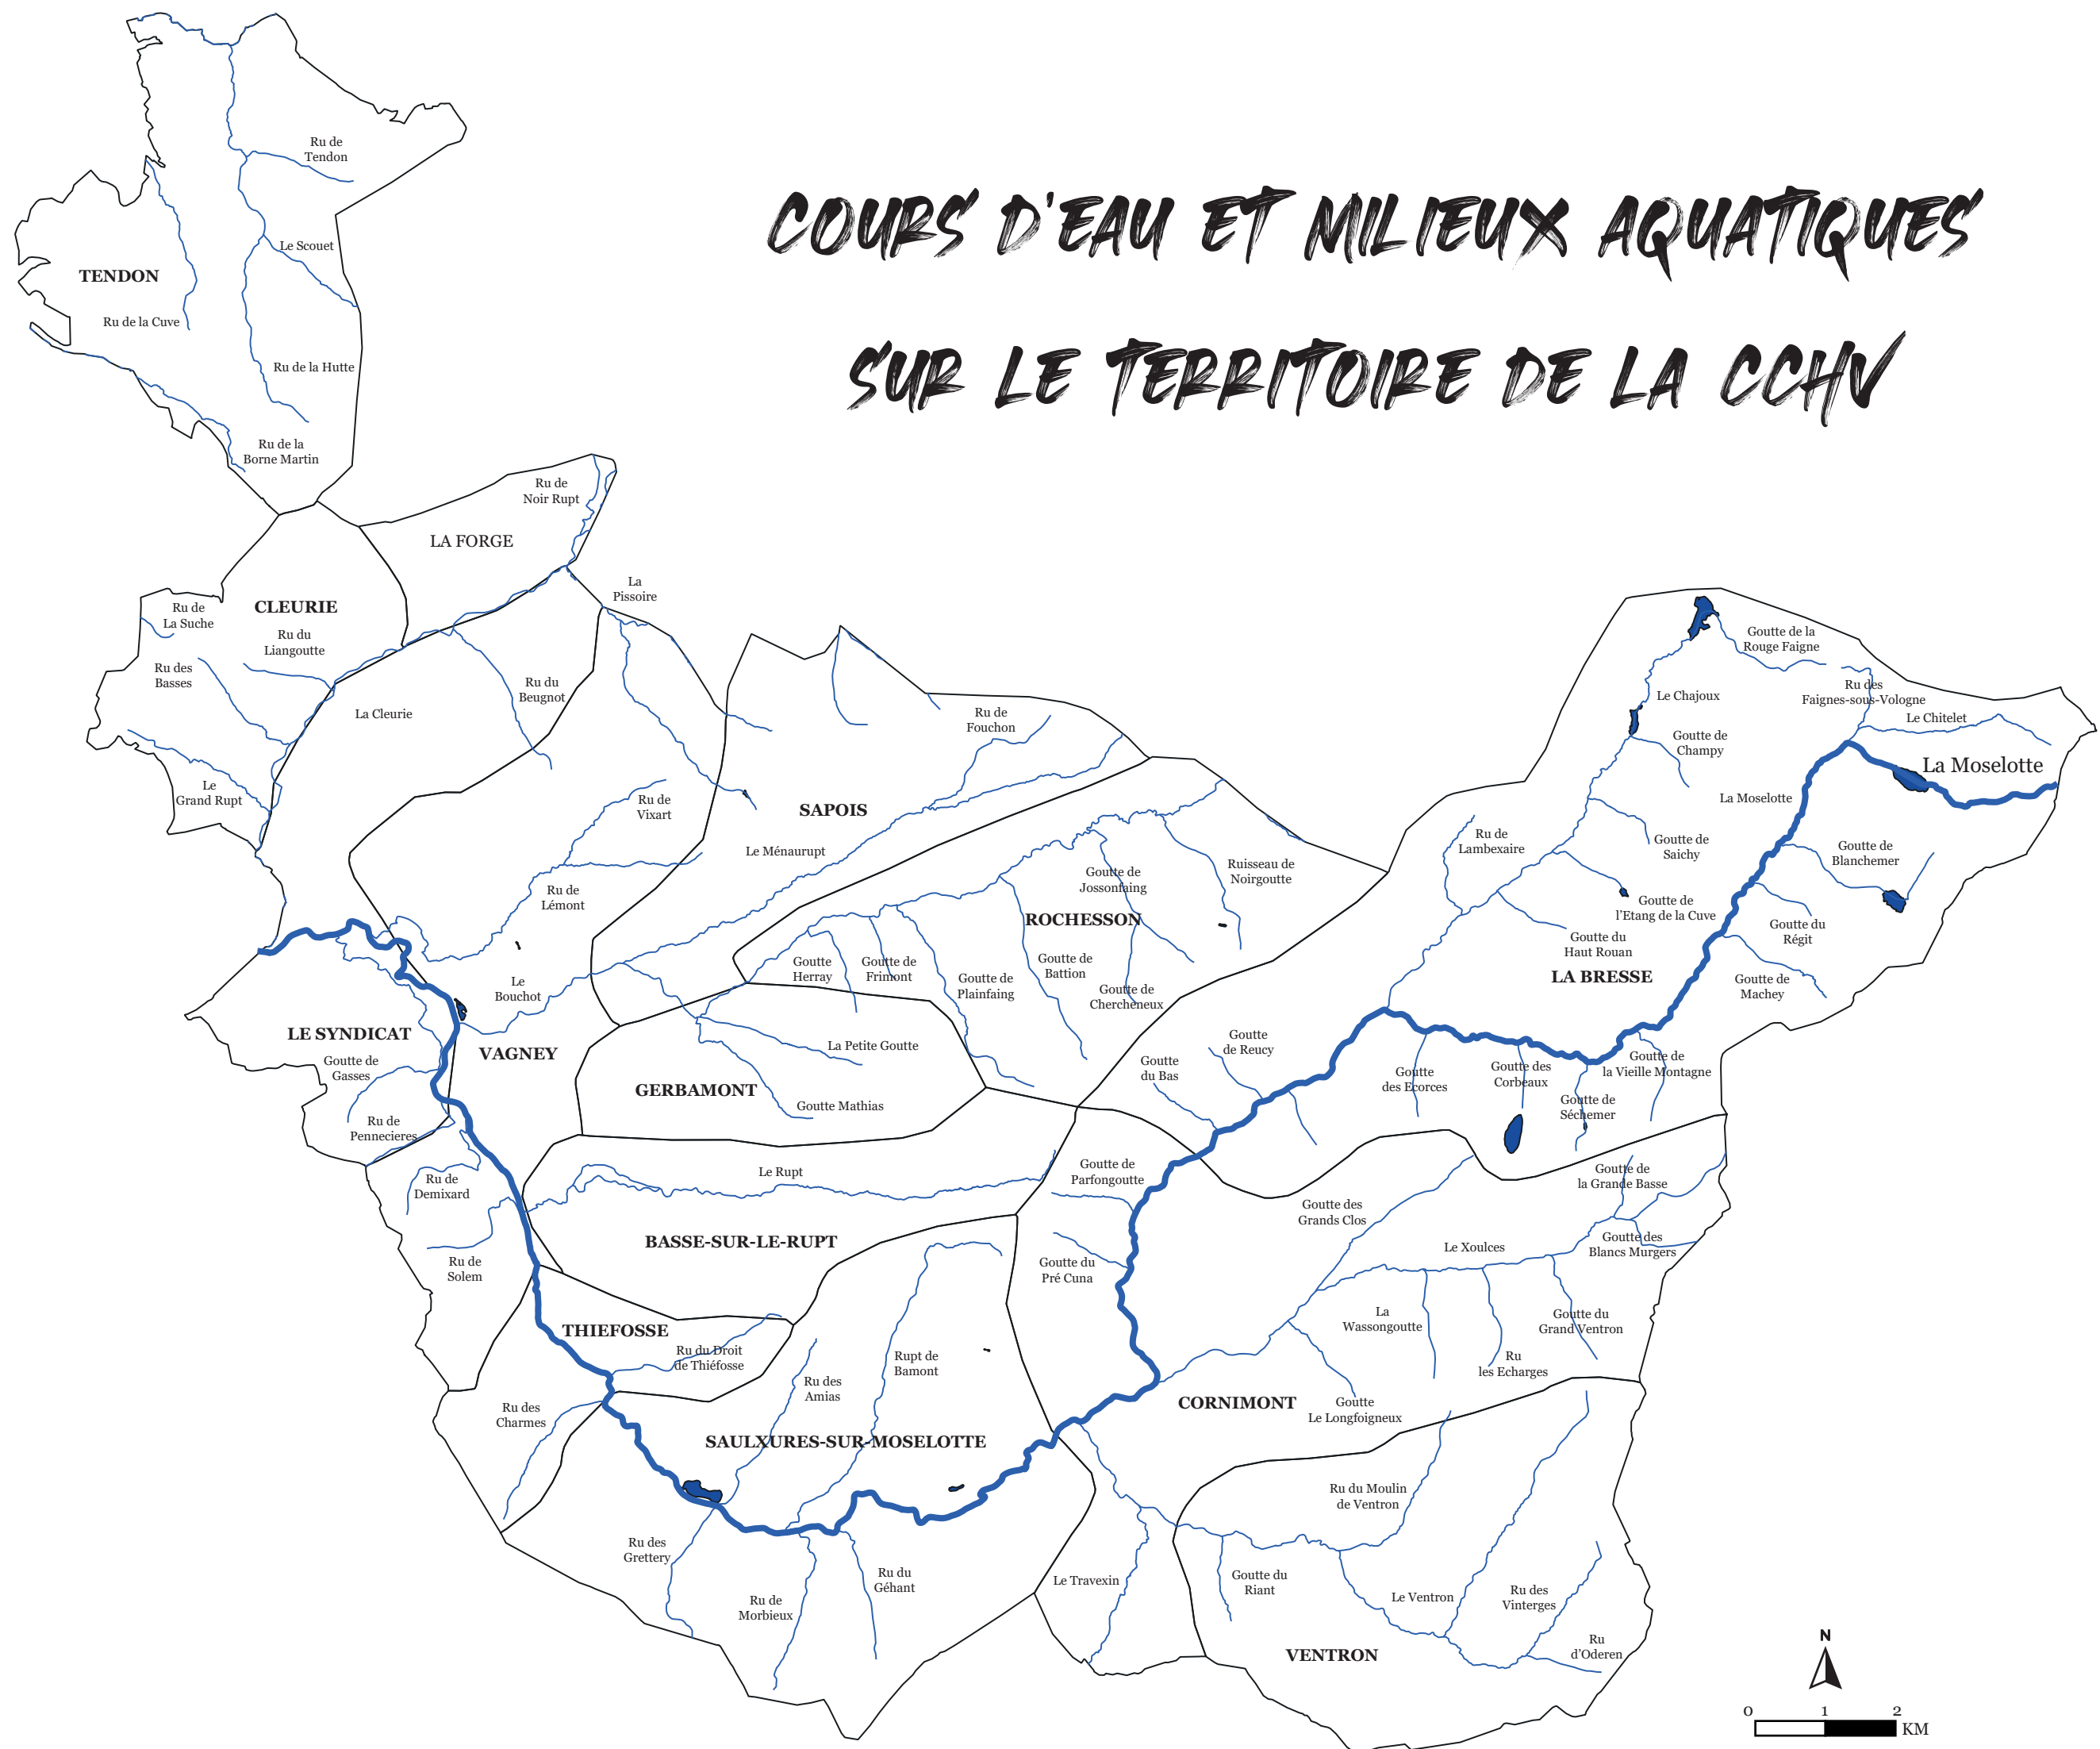 COURS D'EAU ET MILIEUX AQUATIQUES
SUR LE TERRITOIRE DE LA CCHV
Ru de
Tendon
Le Scouet
TENDON
Ru de la Cuve
Ru de la Hutte
Ru de la
Borne Martin
Ru de
Noir Rupt
LA FORGE
La
Pissoire
CLEURIE
Ru de
La Suche
Ru du
Liangoutte
Ru des
Basses
Ru du
Beugnot
La Cleurie
Le
Grand Rupt
Ru de
Vixart
Ru de
Lémont
Le
Bouchot
Ru de
Fouchon
SAPOIS
Le Ménaurupt
Goutte de
Jossonfaing
Ruisseau de
Noirgoutte
ROCHESSON
Goutte
Herray
Goutte de
Frimont
Goutte de
Plainfaing
Goutte de
Battion
Goutte de
Chercheneux
Goutte de la
Rouge Faigne
Le Chajoux
Ru des
Faignes-sous-Vologne
Le Chitelet
Goutte de
Champy
La Moselotte
La Moselotte
Ru de
Lambexaire
Goutte de
Saichy
Goutte de
Blanchemer
Goutte de
l'Etang de la Cuve
Goutte du
Régit
Goutte du
Haut Rouan
LA BRESSE
Goutte de
Machey
LE SYNDICAT
VAGNEY
Goutte de
Gasses
Ru de
Pennecieres
GERBAMONT
La Petite Goutte
Goutte Mathias
Goutte
de Reucy
Goutte
du Bas
Goutte
des Ecorces
Goutte des
Corbeaux
Goutte de
la Vieille Montagne
Goutte de
Séchemer
Ru de
Demixard
Le Rupt
Goutte de
Parfongoutte
Goutte de
la Grande Basse
Goutte des
Grands Clos
Ru de
Solem
BASSE-SUR-LE-RUPT
Goutte du
Pré Cuna
Le Xoulces
Goutte des
Blancs Murgers
THIEFOSSE
Ru du Droit
de Thiéfosse
La
Wassongoutte
Goutte du
Grand Ventron
Ru
les Echarges
Rupt de
Bamont
Ru des
Amias
Ru des
Charmes
CORNIMONT
Goutte
Le Longfoigneux
SAULXURES-SUR-MOSELOTTE
Ru du Moulin
de Ventron
Ru des
Grettery
Ru du
Géhant
Ru de
Morbieux
Le Travexin
Goutte du
Riant
Le Ventron
Ru des
Vinterges
Ru
d'Oderen
VENTRON
N
0 1 2
KM